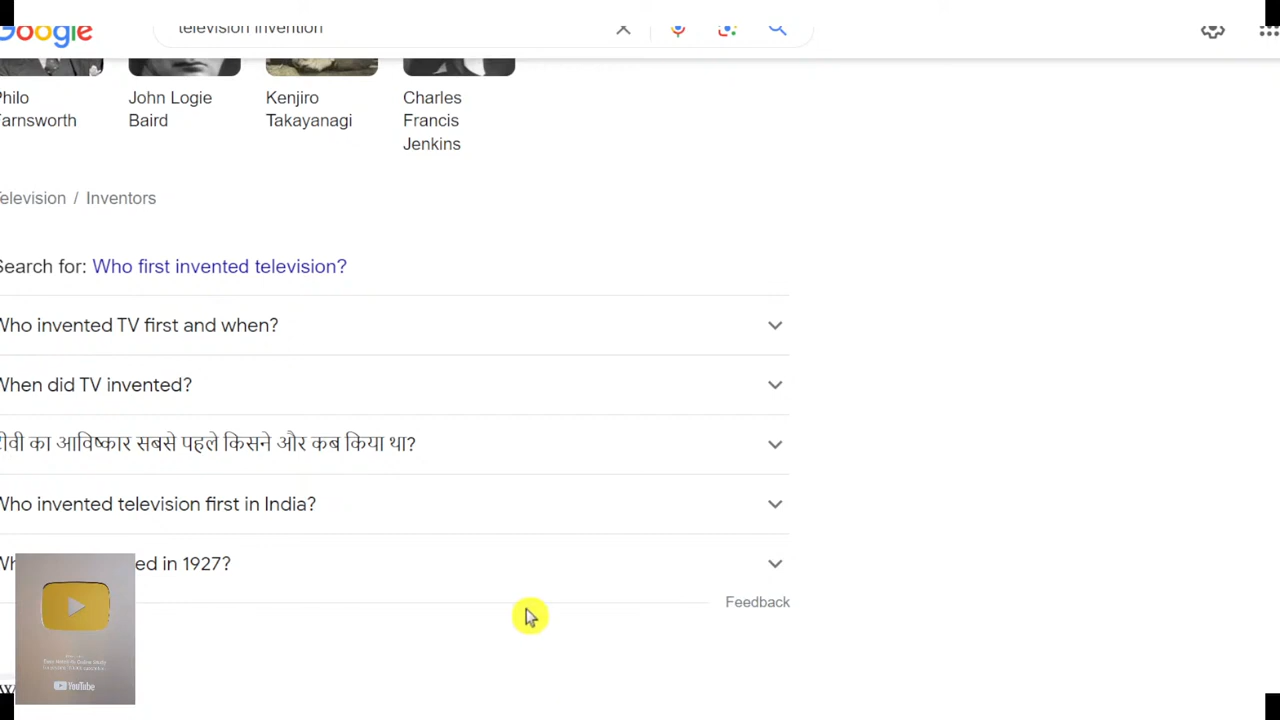 Google
television invention
Philo John Logie Kenjiro Charles
Farnsworth Baird Takayanagi Francis
Jenkins
Television / Inventors
Search for: Who first invented television?
Who invented TV first and when?
When did TV invented?
टीवी का आविष्कार सबसे पहले किसने और कब किया था?
Who invented television first in India?
ed in 1927?
Feedback
YouTube